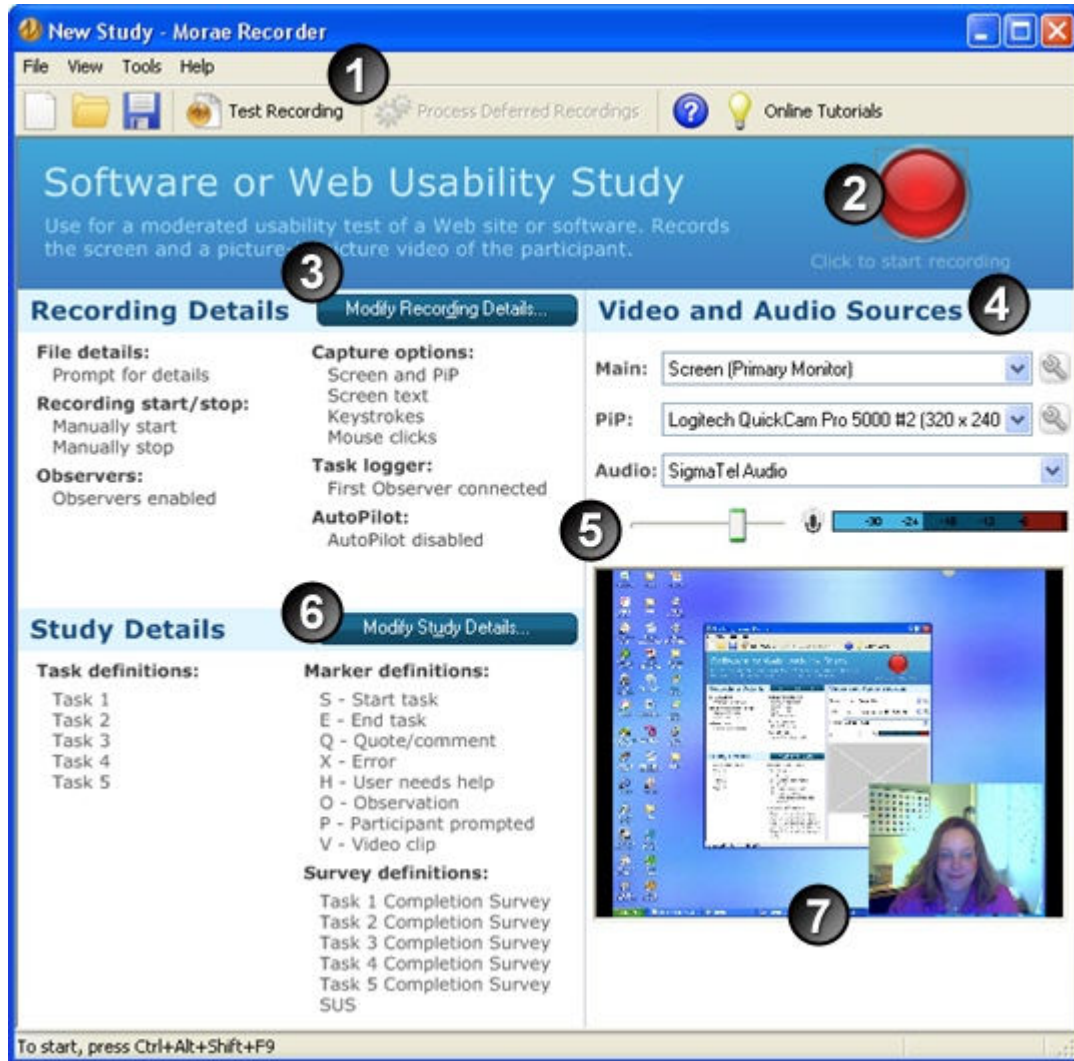 New Study - Morae Recorder
File View Tools Help
1
Test Recording Process Deferred Recordings Online Tutorials
Software or Web Usability Study
2
Use for a moderated usability test of a Web site or software. Records
the screen and a picture- picture video of the participant.
Click to start recording
3
Recording Details Modify Recording Details...
File details:
Prompt for details
Recording start/stop:
Manually start
Manually stop
Observers:
Observers enabled
Capture options:
Screen and PiP
Screen text
Keystrokes
Mouse clicks
Task logger:
First Observer connected
AutoPilot:
AutoPilot disabled
Video and Audio Sources 4
Main: Screen (Primary Monitor)
PiP: Logitech QuickCam Pro 5000 #2 (320 x 240
Audio: SigmaTel Audio
5
-30 -24 -18 -12 -6
Study Details 6 Modify Study Details...
Task definitions:
Task 1
Task 2
Task 3
Task 4
Task 5
Marker definitions:
S - Start task
E - End task
Q - Quote/comment
X - Error
H - User needs help
O - Observation
P - Participant prompted
V - Video clip
Survey definitions:
Task 1 Completion Survey
Task 2 Completion Survey
Task 3 Completion Survey
Task 4 Completion Survey
Task 5 Completion Survey
SUS
7
To start, press Ctrl+Alt+Shift+F9